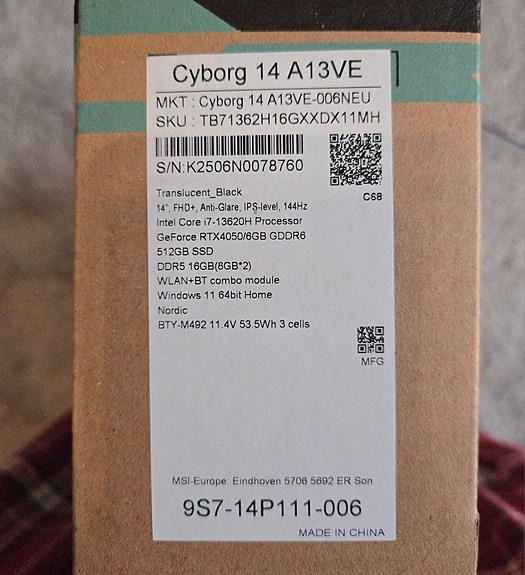 Cyborg 14 A13VE
MKT : Cyborg 14 A13VE-006NEU
SKU : TB71362H16GXXDX11MH
S/N:K2506N0078760
C68
Translucent_Black
14", FHD+, Anti-Glare, IPS-level, 144Hz
Intel Core i7-13620H Processor
GeForce RTX4050/6GB GDDR6
512GB SSD
DDR5 16GB(8GB*2)
WLAN+BT combo module
Windows 11 64bit Home
Nordic
BTY-M492 11.4V 53.5Wh 3 cells
MFG
MSI-Europe: Eindhoven 5706 5692 ER Son
9S7-14P111-006
MADE IN CHINA